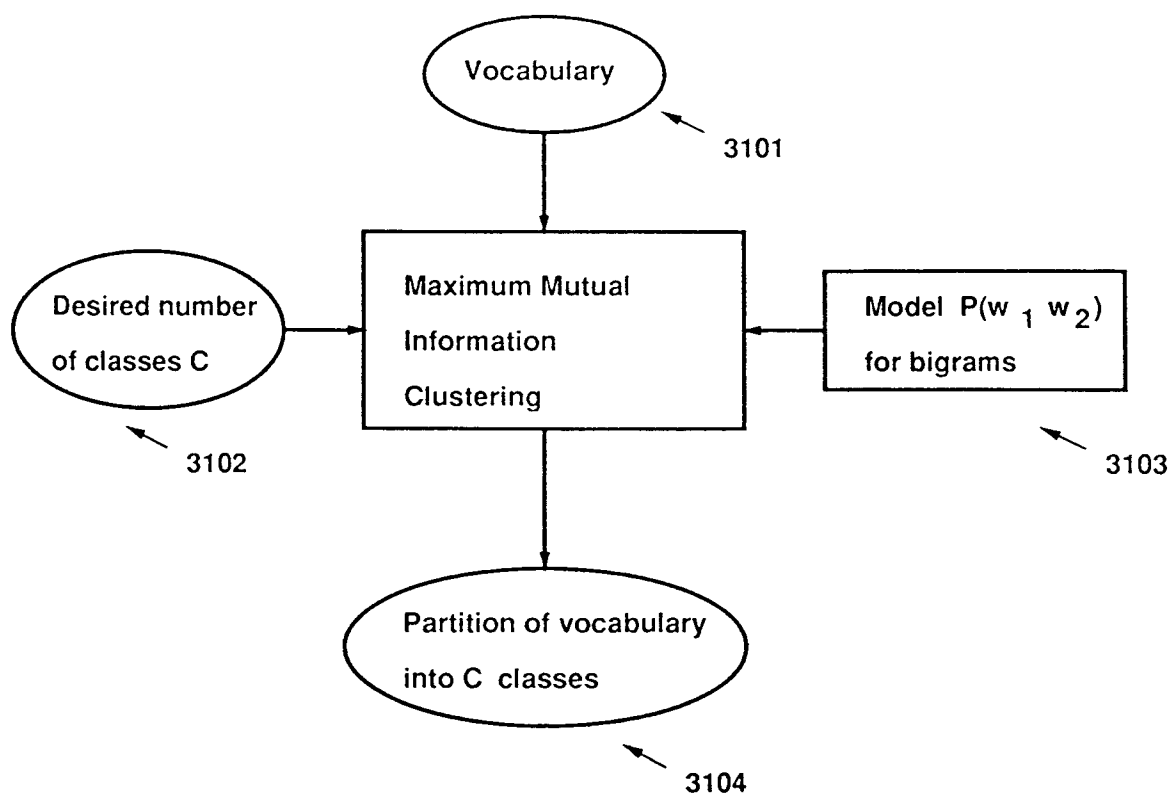 Vocabulary
3101
Desired number
of classes C
3102
Maximum Mutual
Information
Clustering
Model P(w 1 w 2)
for bigrams
3103
Partition of vocabulary
into C classes
3104